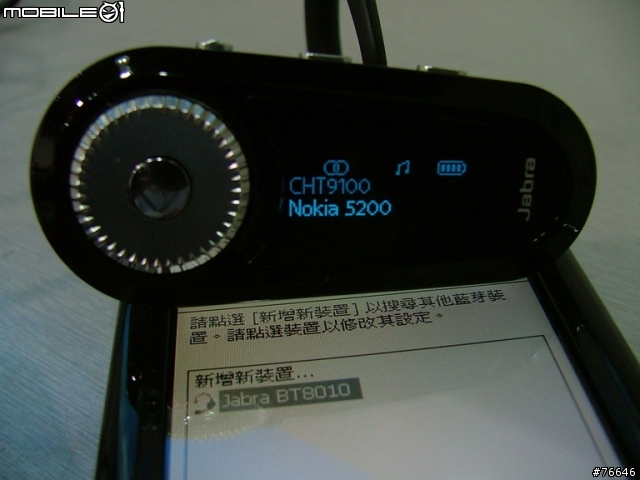 MOBILE01
CHT9100
Nokia 5200
Jabra
請點選 [新增新裝置] 以搜尋其他藍芽裝
置。請點選裝置以修改其設定。
新增新裝置...
Jabra BT8010
#76646